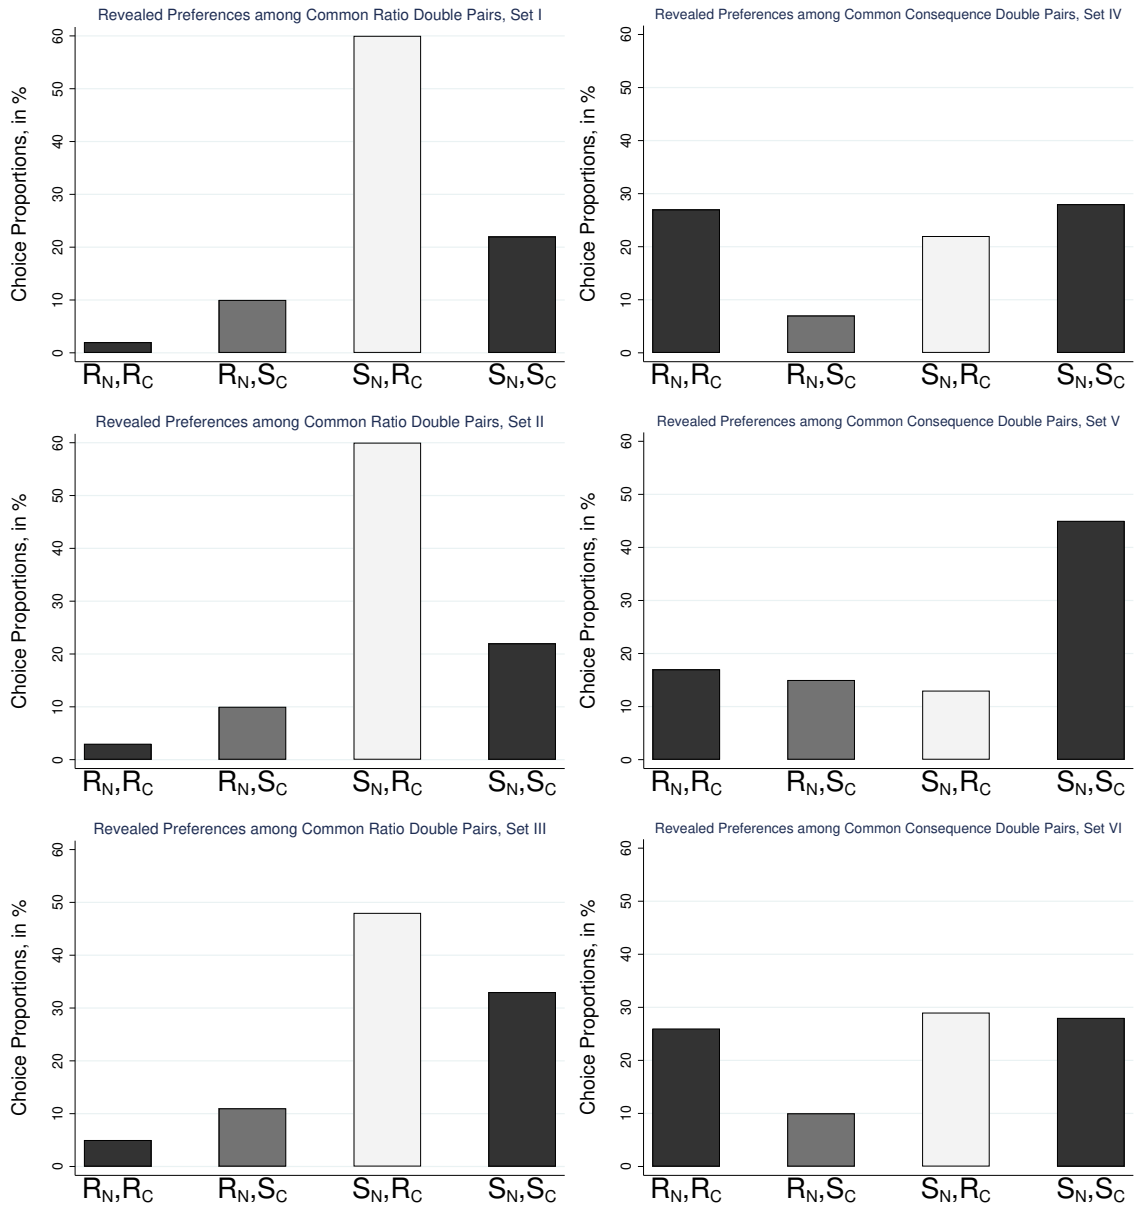 Revealed Preferences among Common Ratio Double Pairs, Set I
Choice Proportions, in %
60
50
40
30
20
10
0
R_N,R_C R_N,S_C S_N,R_C S_N,S_C
Revealed Preferences among Common Consequence Double Pairs, Set IV
Choice Proportions, in %
60
50
40
30
20
10
0
R_N,R_C R_N,S_C S_N,R_C S_N,S_C
Revealed Preferences among Common Ratio Double Pairs, Set II
Choice Proportions, in %
60
50
40
30
20
10
0
R_N,R_C R_N,S_C S_N,R_C S_N,S_C
Revealed Preferences among Common Consequence Double Pairs, Set V
Choice Proportions, in %
60
50
40
30
20
10
0
R_N,R_C R_N,S_C S_N,R_C S_N,S_C
Revealed Preferences among Common Ratio Double Pairs, Set III
Choice Proportions, in %
60
50
40
30
20
10
0
R_N,R_C R_N,S_C S_N,R_C S_N,S_C
Revealed Preferences among Common Consequence Double Pairs, Set VI
Choice Proportions, in %
60
50
40
30
20
10
0
R_N,R_C R_N,S_C S_N,R_C S_N,S_C